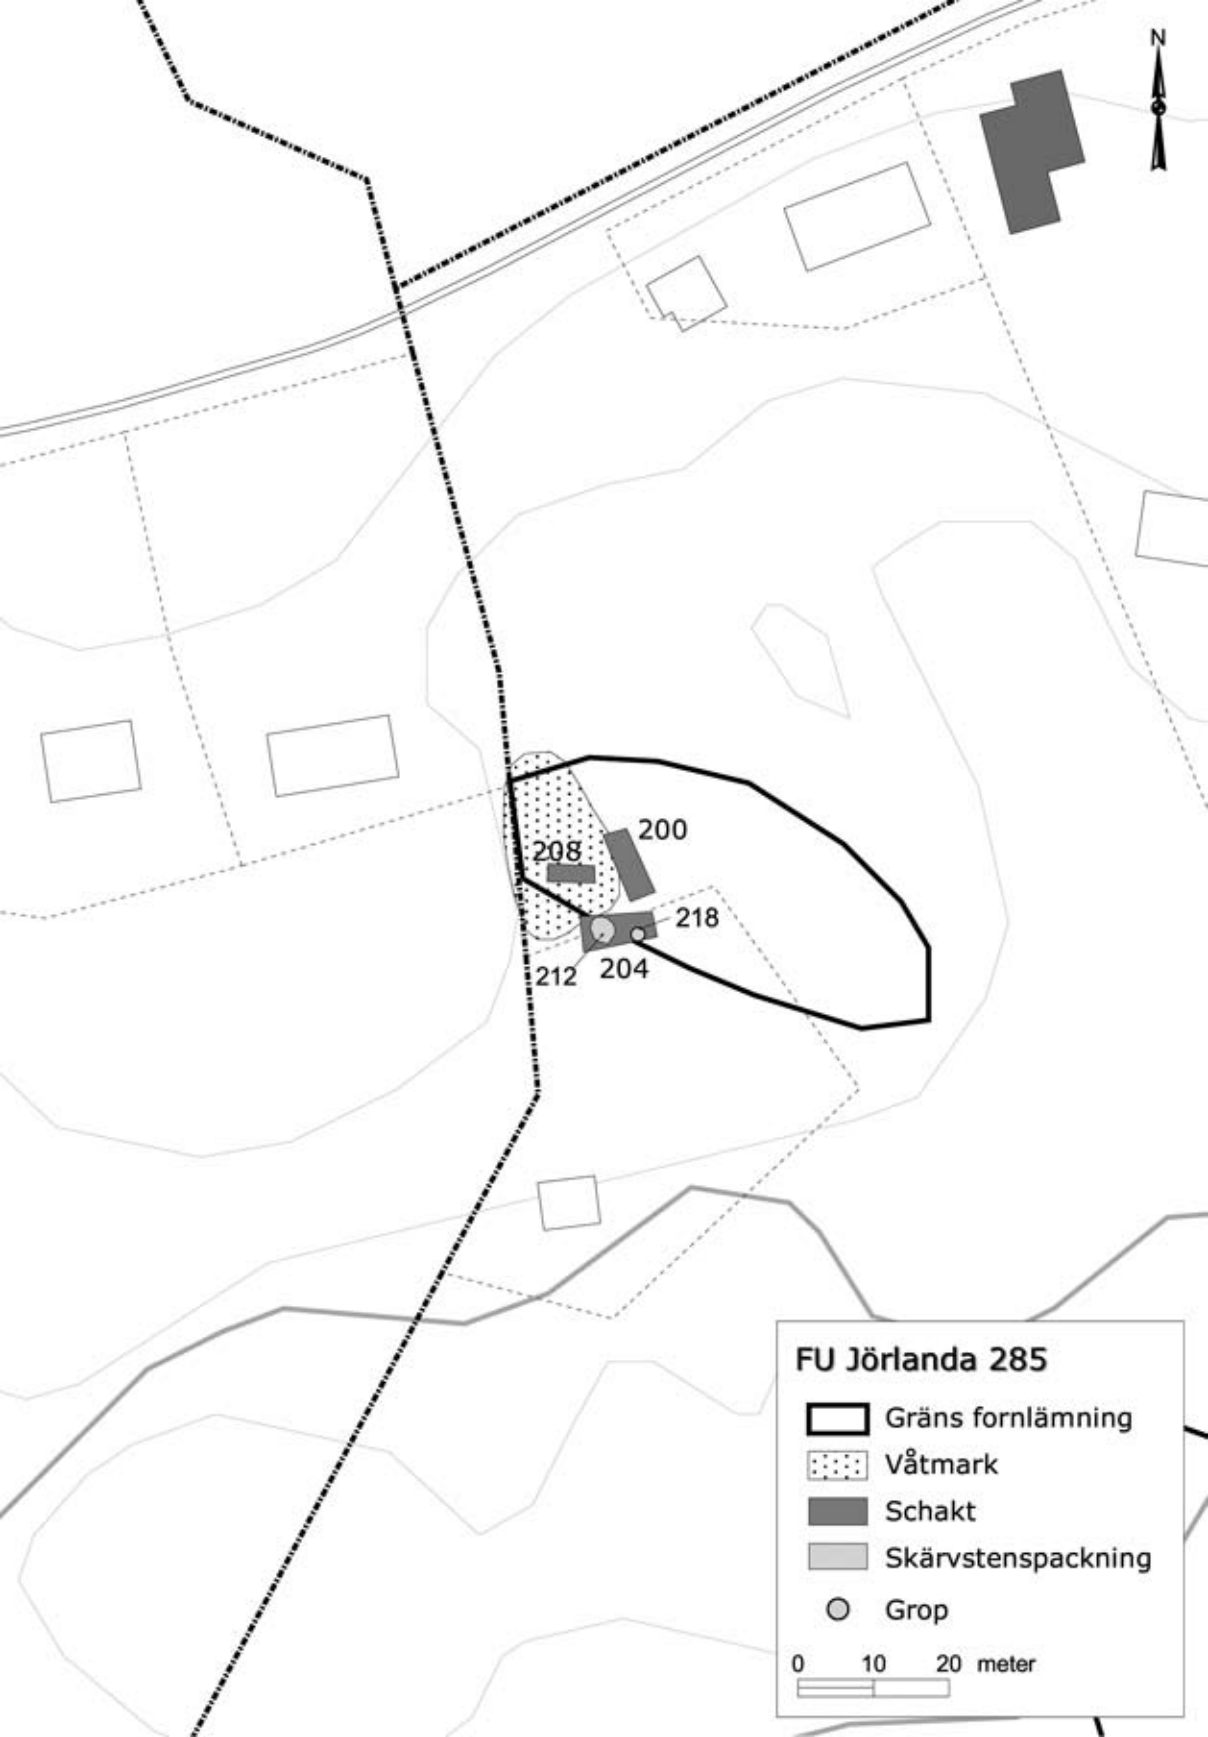 N
200
208
218
212
204
FU Jörlanda 285
Gräns fornlämning
Våtmark
Schakt
Skärvstenspackning
Grop
0 10 20 meter